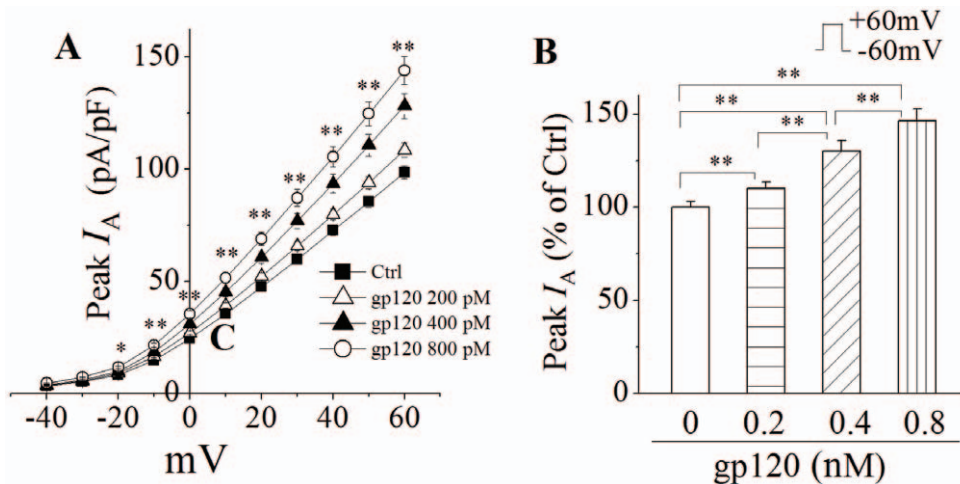 A
150
100
50
0
Peak I_A (pA/pF)
*
**
**
**
**
**
**
**
**
Ctrl
gp120 200 pM
gp120 400 pM
gp120 800 pM
C
-40 -20 0 20 40 60
mV
B
+60mV
-60mV
**
**
**
**
**
150
100
50
0
Peak I_A (% of Ctrl)
0 0.2 0.4 0.8
gp120 (nM)